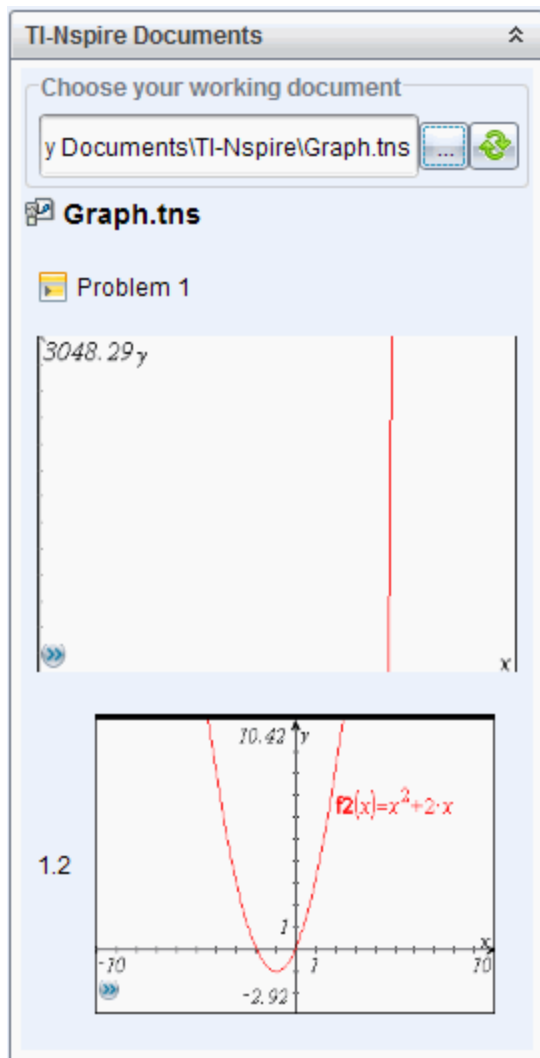 TI-Nspire Documents
Choose your working document
y Documents\TI-Nspire\Graph.tns
...
Graph.tns
Problem 1
3048.29 y
x
1.2
10.42 y
f2(x)=x²+2·x
1
x
-10
1
10
-2.92